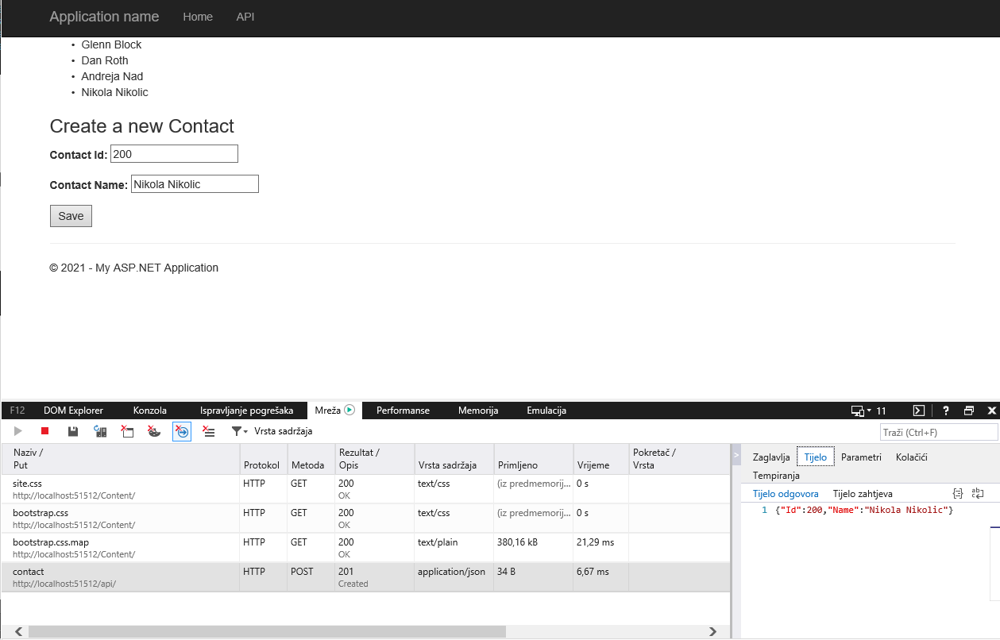 Application name Home API
• Glenn Block
• Dan Roth
• Andreja Nad
• Nikola Nikolic
Create a new Contact
Contact Id: 200
Contact Name: Nikola Nikolic
Save
© 2021 - My ASP.NET Application
F12 DOM Explorer Konzola Ispravljanje pogrešaka Mreža Performanse Memorija Emulacija 11 ? X
Vrsta sadržaja Traži (Ctrl+F)
Naziv / Put Protokol Metoda Rezultat / Opis Vrsta sadržaja Primljeno Vrijeme Pokretač / Vrsta
site.css HTTP GET 200 text/css (iz predmemorij... 0 s
http://localhost:51512/Content/ OK
bootstrap.css HTTP GET 200 text/css (iz predmemorij... 0 s
http://localhost:51512/Content/ OK
bootstrap.css.map HTTP GET 200 text/plain 380,16 kB 21,29 ms
http://localhost:51512/Content/ OK
contact HTTP POST 201 application/json 34 B 6,67 ms
http://localhost:51512/api/ Created
Zaglavlja Tijelo Parametri Kolačići
Tempiranja
Tijelo odgovora Tijelo zahtjeva
1 {"Id":200,"Name":"Nikola Nikolic"}